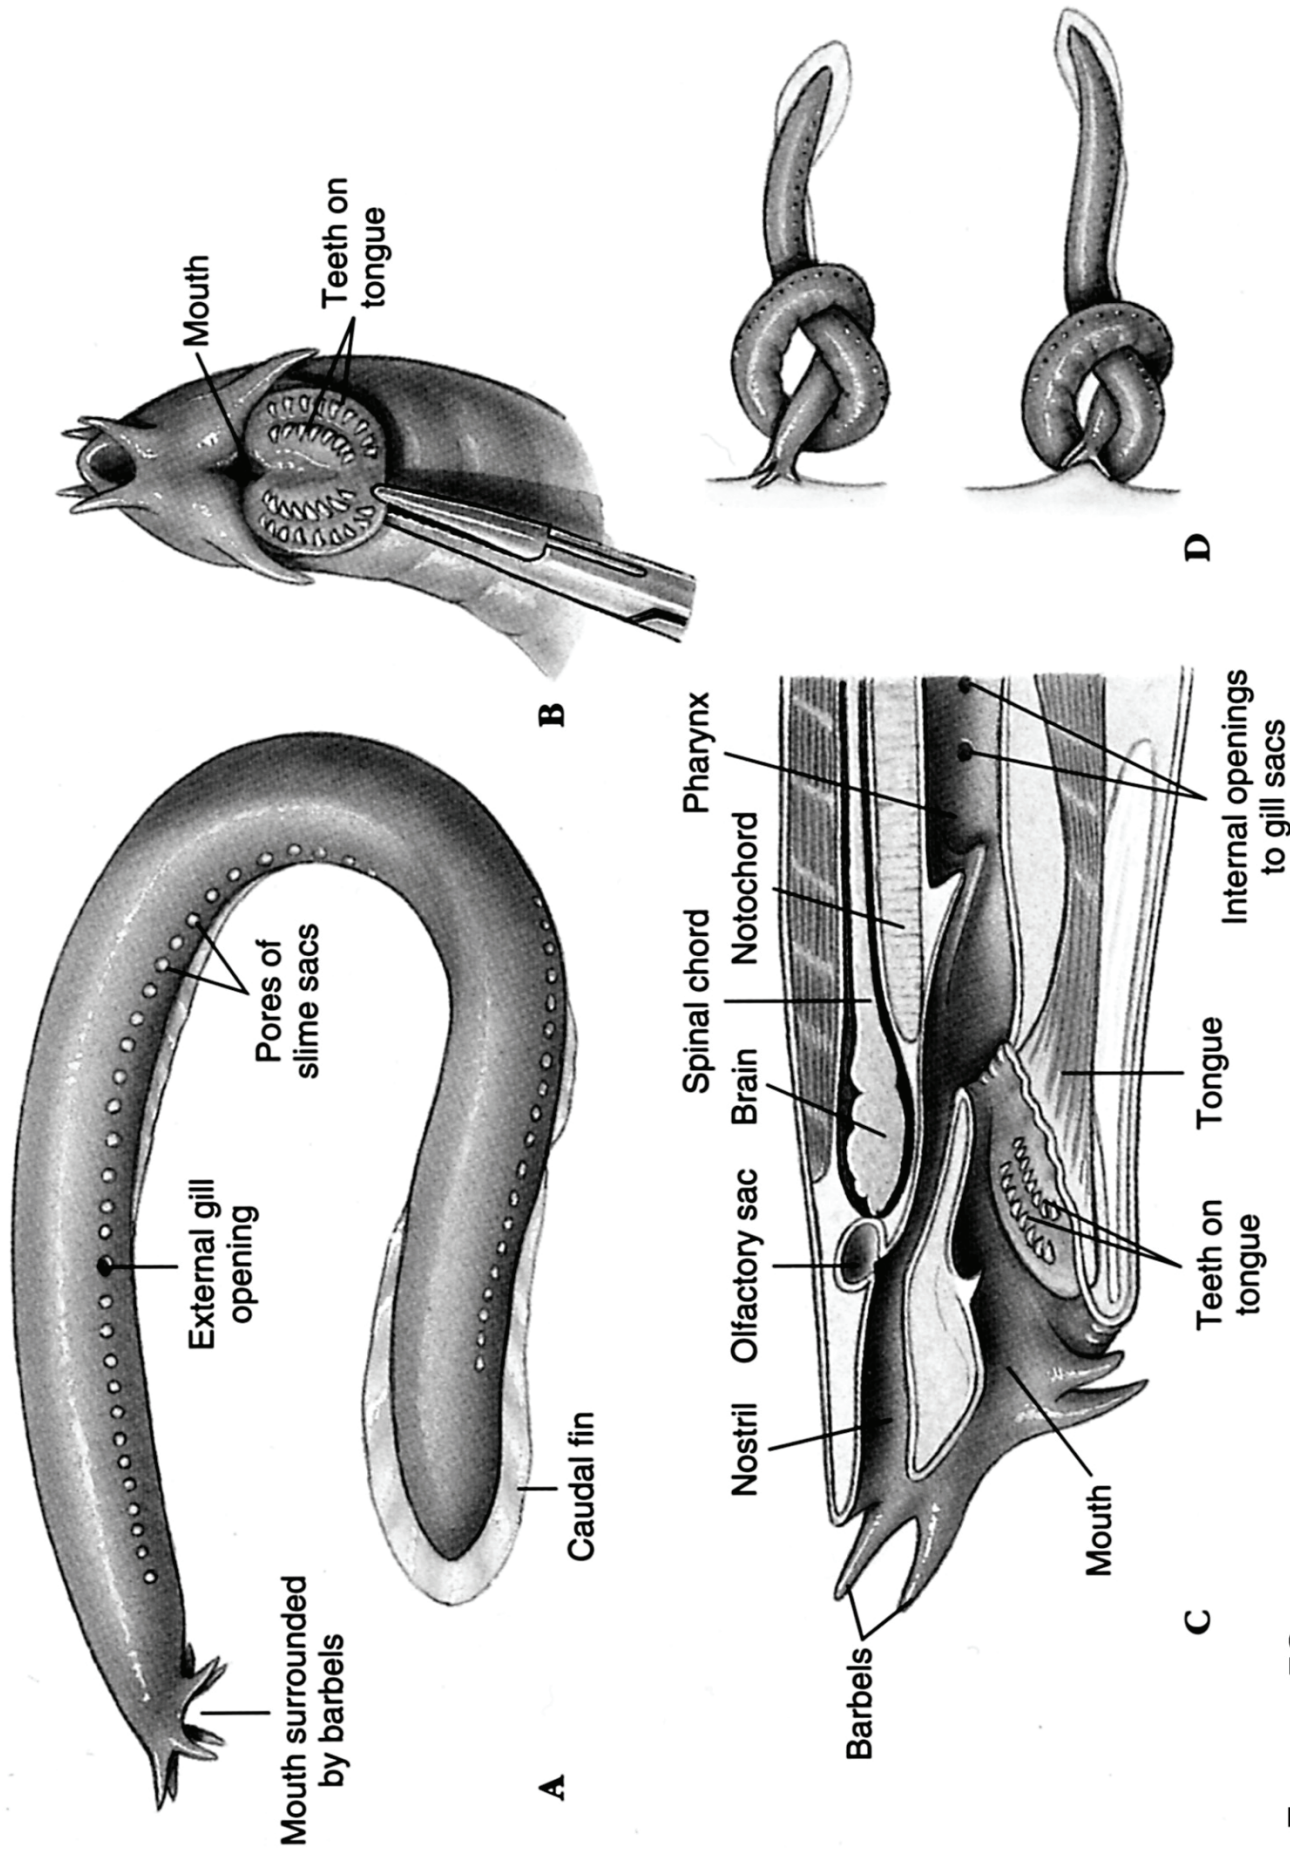 Mouth surrounded
by barbels
External gill
opening
Pores of
slime sacs
Caudal fin
A
Mouth
Teeth on
tongue
B
Barbels
Nostril
Olfactory sac
Brain
Spinal chord
Notochord
Pharynx
Mouth
Teeth on
tongue
Tongue
Internal openings
to gill sacs
C
D